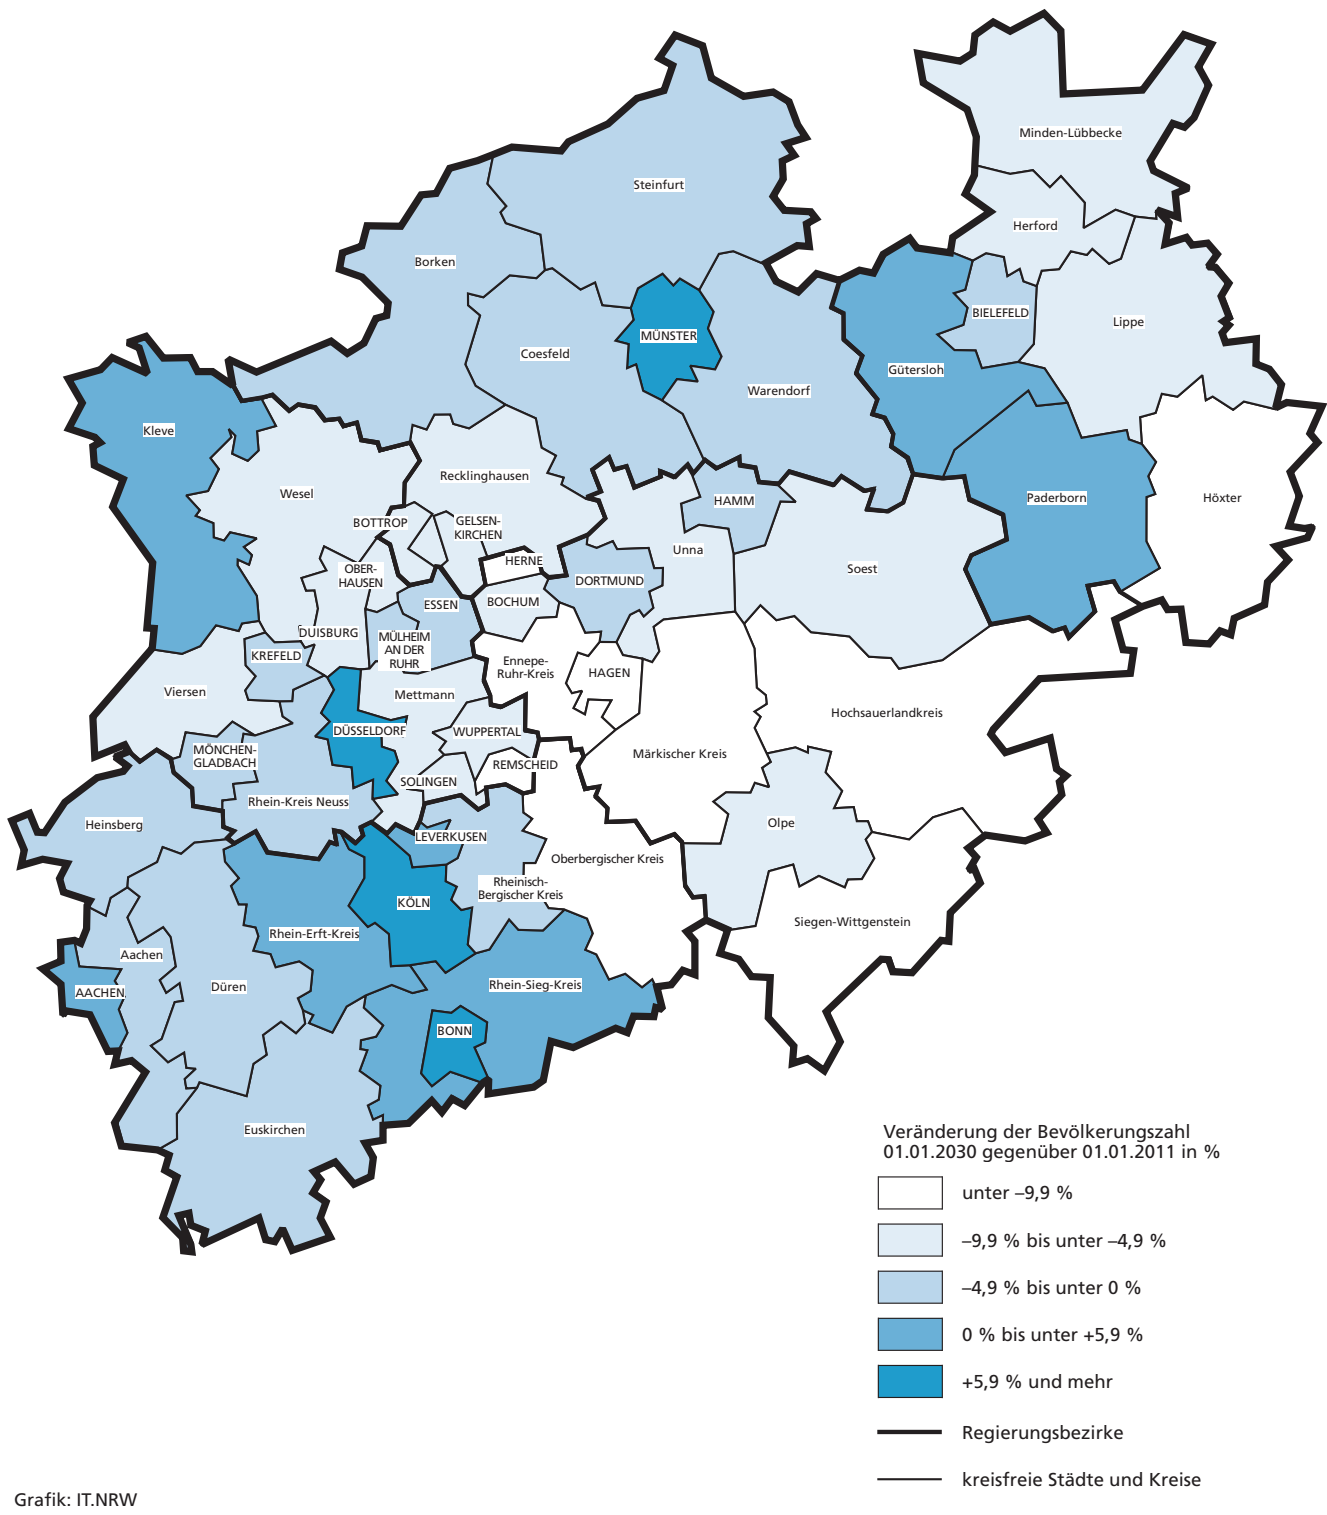 Minden-Lübbecke
Steinfurt
Herford
Borken
BIELEFELD
Lippe
MÜNSTER
Coesfeld
Gütersloh
Warendorf
Kleve
Recklinghausen
Wesel
Paderborn
Höxter
HAMM
BOTTROP
GELSEN-
KIRCHEN
Unna
HERNE
OBER-
HAUSEN
Soest
DORTMUND
ESSEN
BOCHUM
DUISBURG
MÜLHEIM
AN DER
RUHR
KREFELD
Ennepe-
Ruhr-Kreis
HAGEN
Viersen
Mettmann
Hochsauerlandkreis
DÜSSELDORF
WUPPERTAL
MÖNCHEN-
GLADBACH
Märkischer Kreis
REMSCHEID
SOLINGEN
Rhein-Kreis Neuss
Heinsberg
Olpe
LEVERKUSEN
Oberbergischer Kreis
Rheinisch-
Bergischer Kreis
KÖLN
Siegen-Wittgenstein
Rhein-Erft-Kreis
Aachen
Düren
Rhein-Sieg-Kreis
AACHEN
BONN
Euskirchen
Veränderung der Bevölkerungszahl
01.01.2030 gegenüber 01.01.2011 in %
unter –9,9 %
–9,9 % bis unter –4,9 %
–4,9 % bis unter 0 %
0 % bis unter +5,9 %
+5,9 % und mehr
Regierungsbezirke
kreisfreie Städte und Kreise
Grafik: IT.NRW